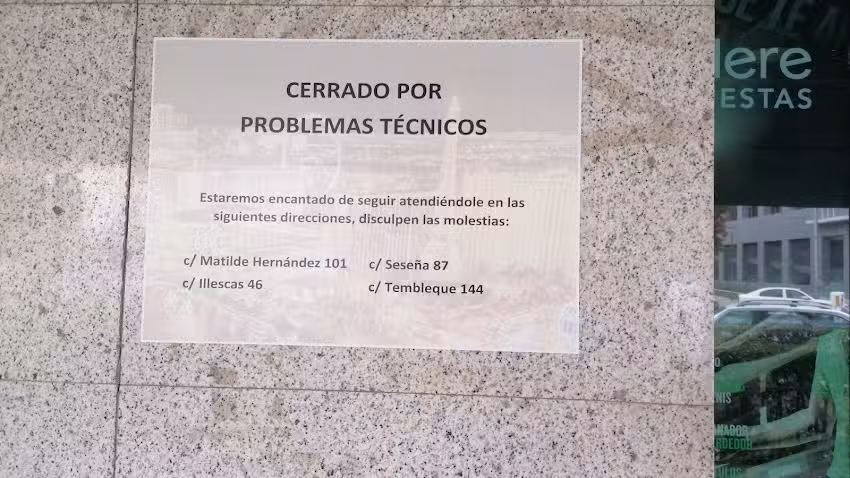 CERRADO POR
PROBLEMAS TÉCNICOS
Estaremos encantado de seguir atendiéndole en las
siguientes direcciones, disculpen las molestias:
c/ Matilde Hernández 101 c/ Seseña 87
c/ Illescas 46 c/ Tembleque 144
ESTAS